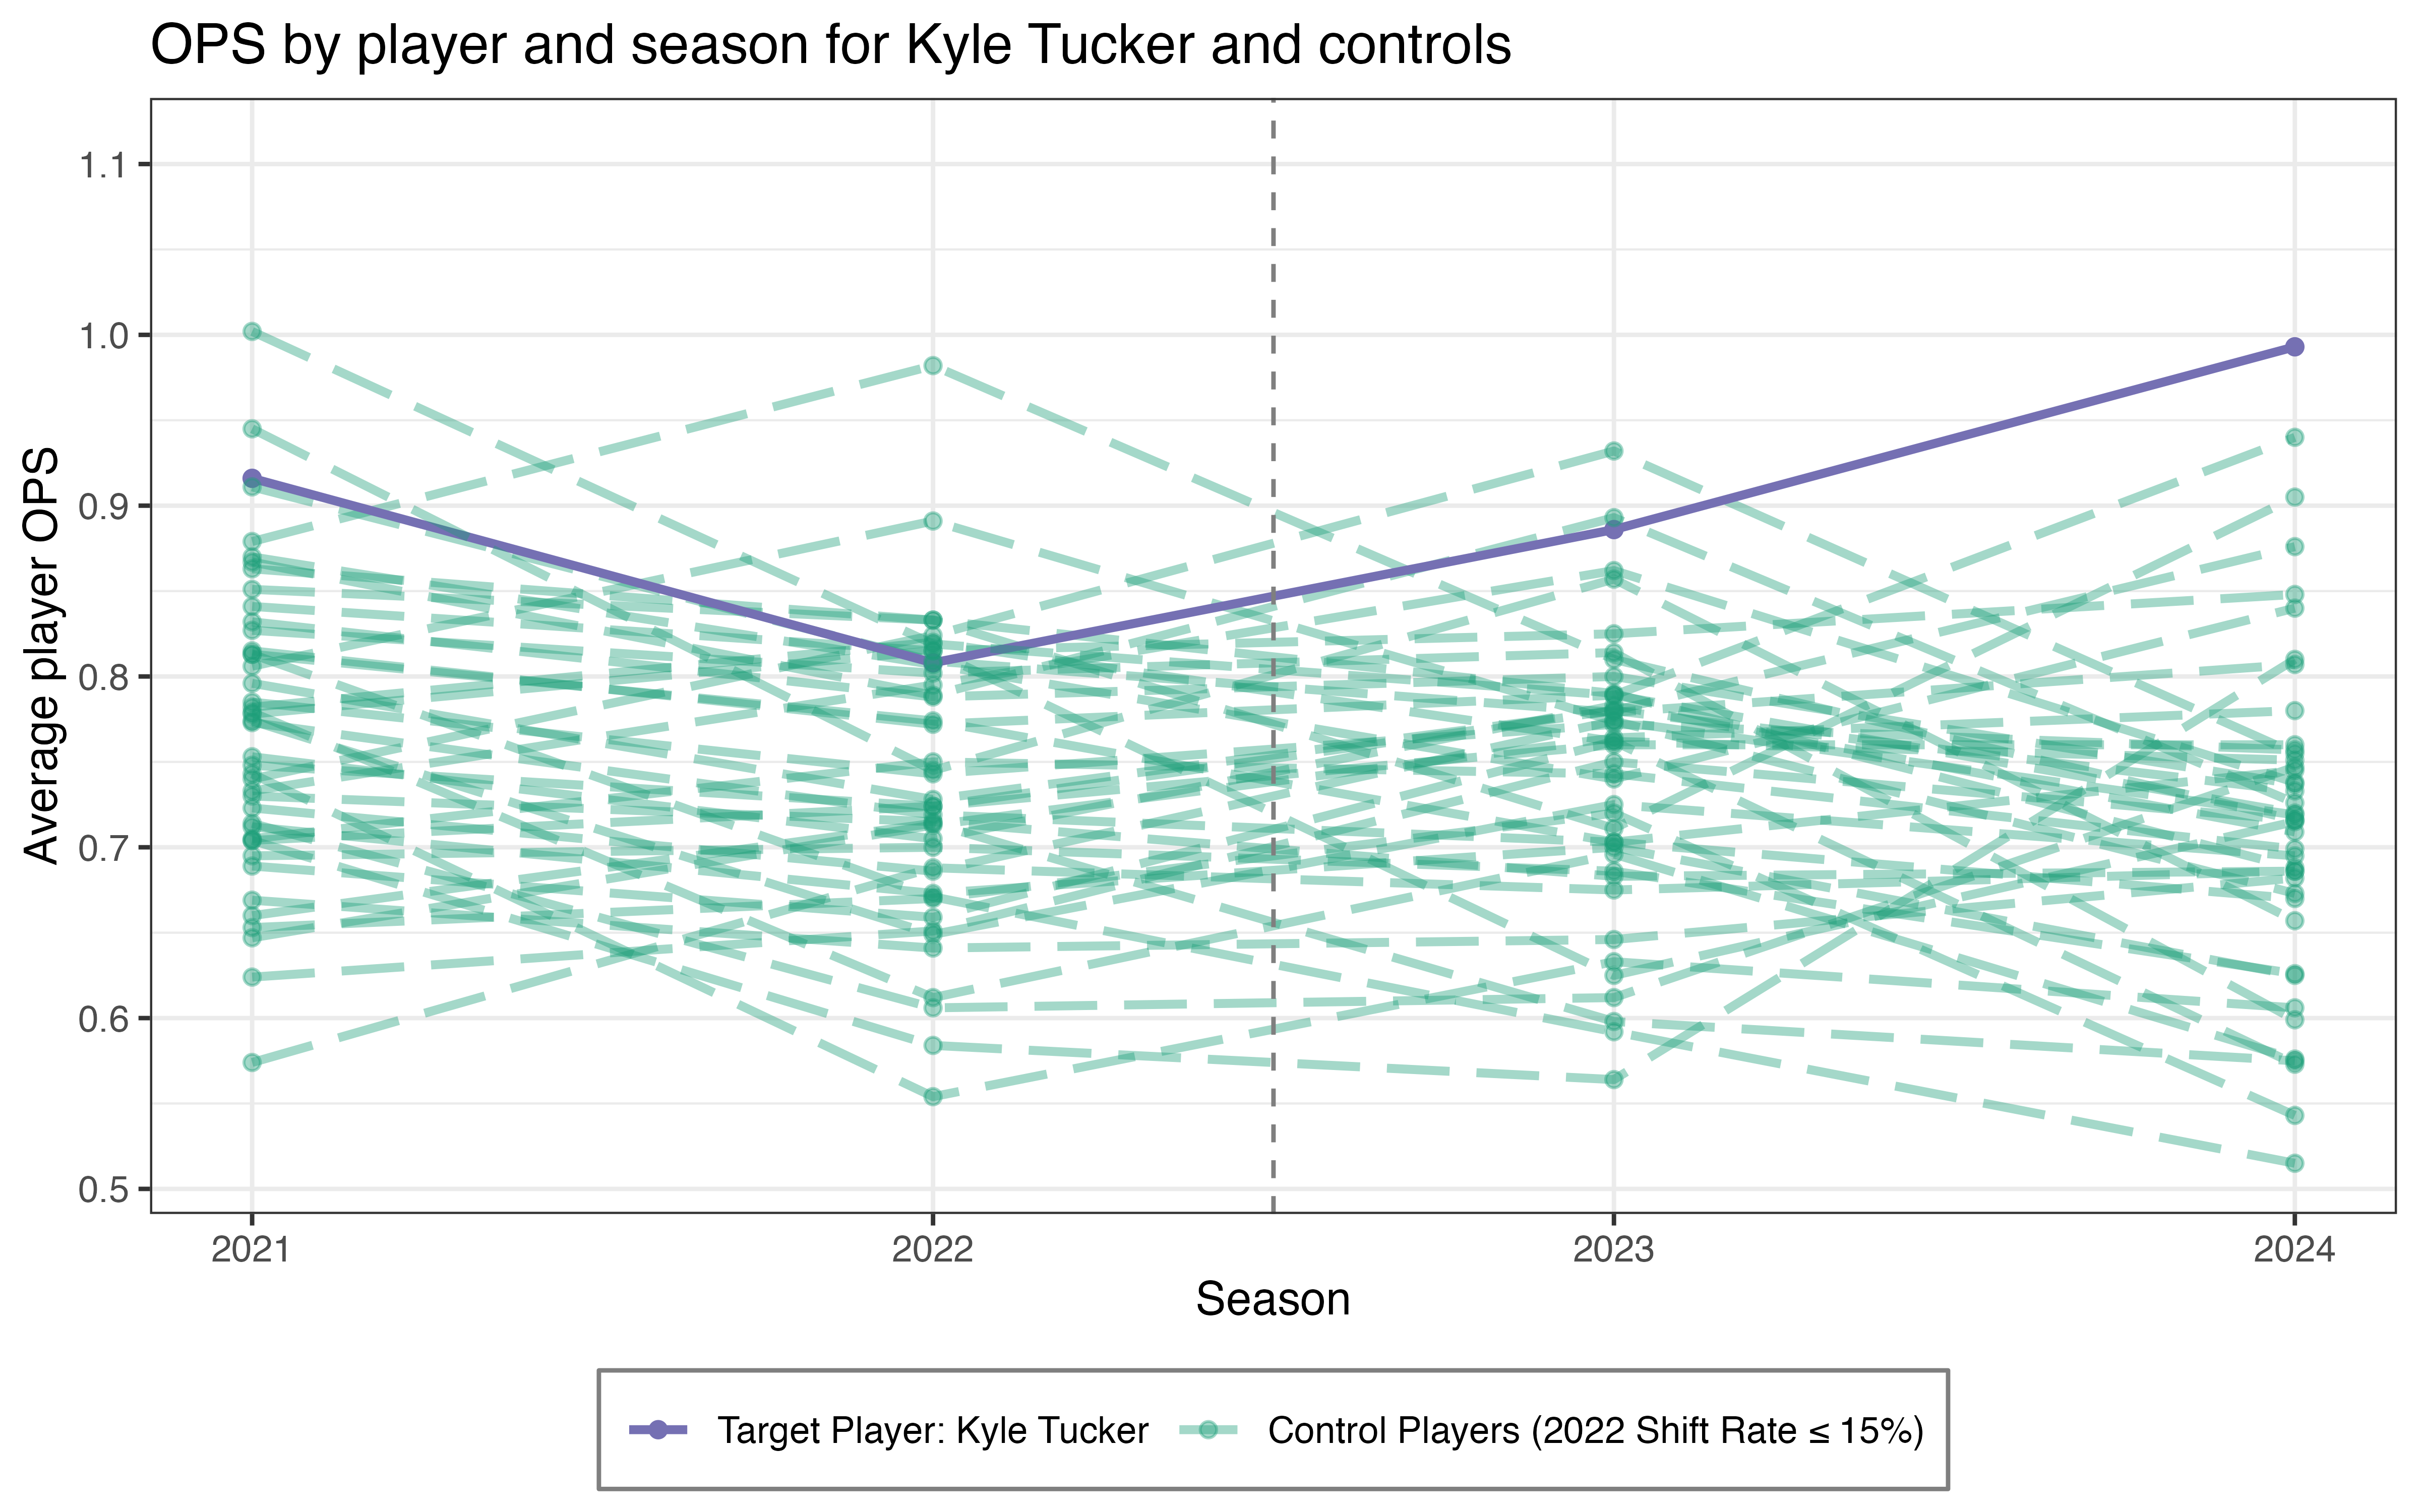 OPS by player and season for Kyle Tucker and controls
Average player OPS
1.1
1.0
0.9
0.8
0.7
0.6
0.5
2021
2022
2023
2024
Season
Target Player: Kyle Tucker
Control Players (2022 Shift Rate ≤ 15%)